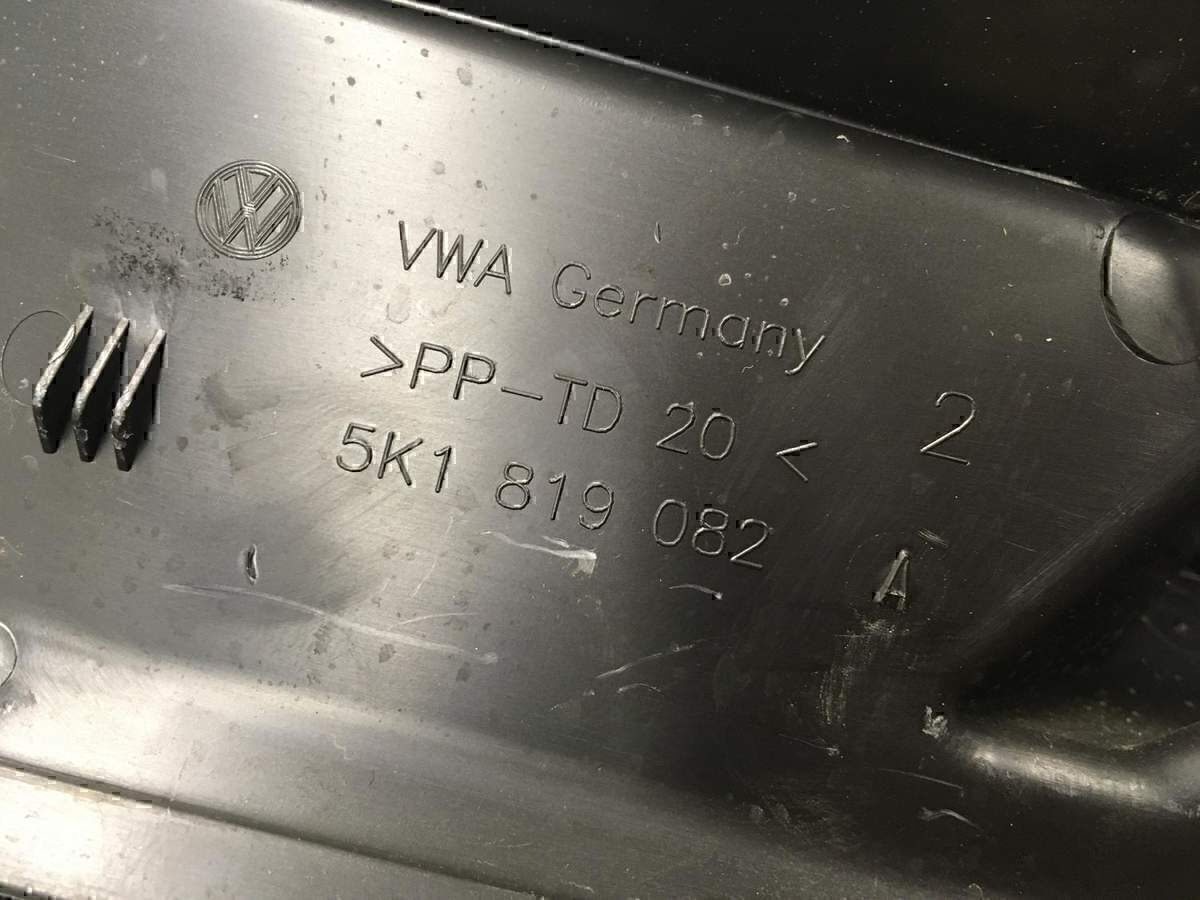 VWA Germany
>PP-TD 20 <
2
5K1 819 082
A